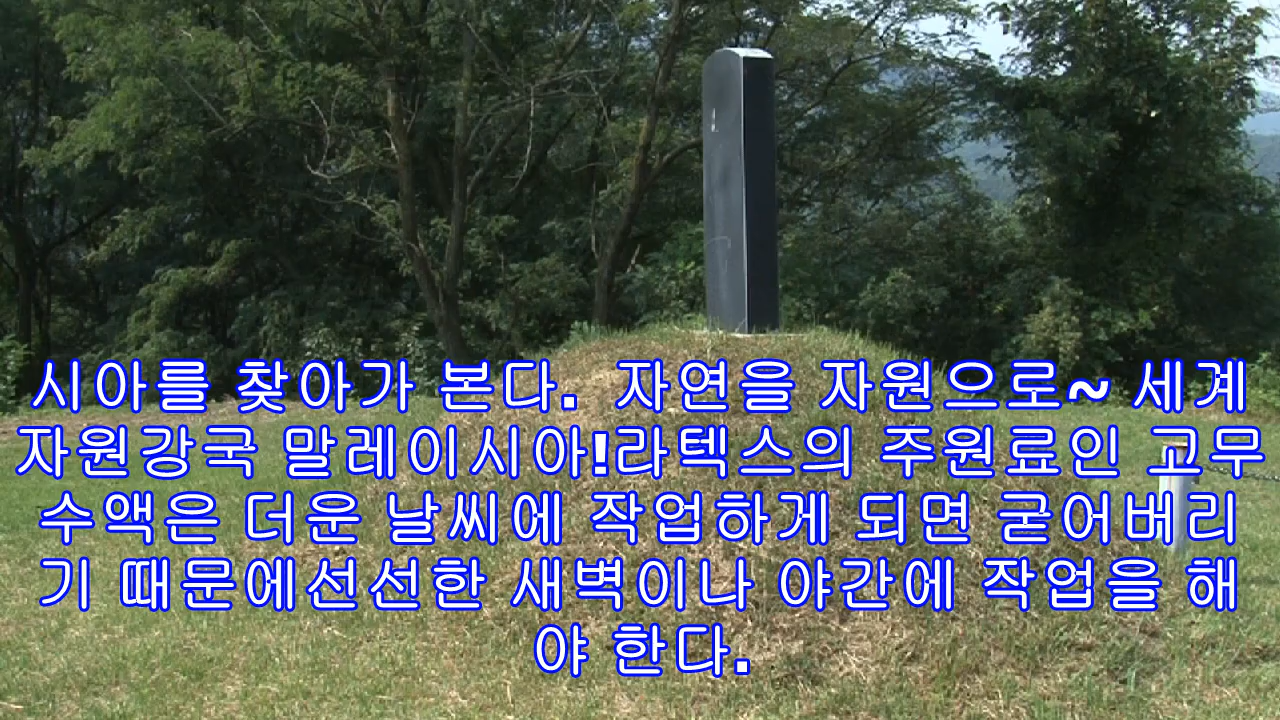 시아를 찾아가 본다. 자연을 자원으로~ 세계
자원강국 말레이시아!라텍스의 주원료인 고무
수액은 더운 날씨에 작업하게 되면 굳어버리
기 때문에선선한 새벽이나 야간에 작업을 해
야 한다.